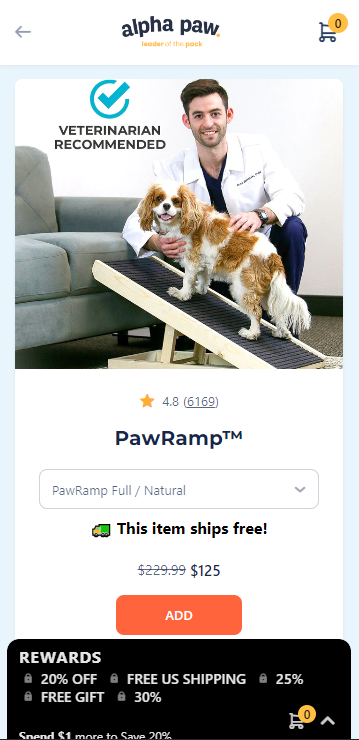 0
alpha paw.
leader of the pack
VETERINARIAN
RECOMMENDED
4.8 (6169)
PawRamp™
PawRamp Full / Natural
This item ships free!
$229.99 $125
ADD
REWARDS
20% OFF FREE US SHIPPING 25%
FREE GIFT 30%
0
Spend $1 more to Save 20%